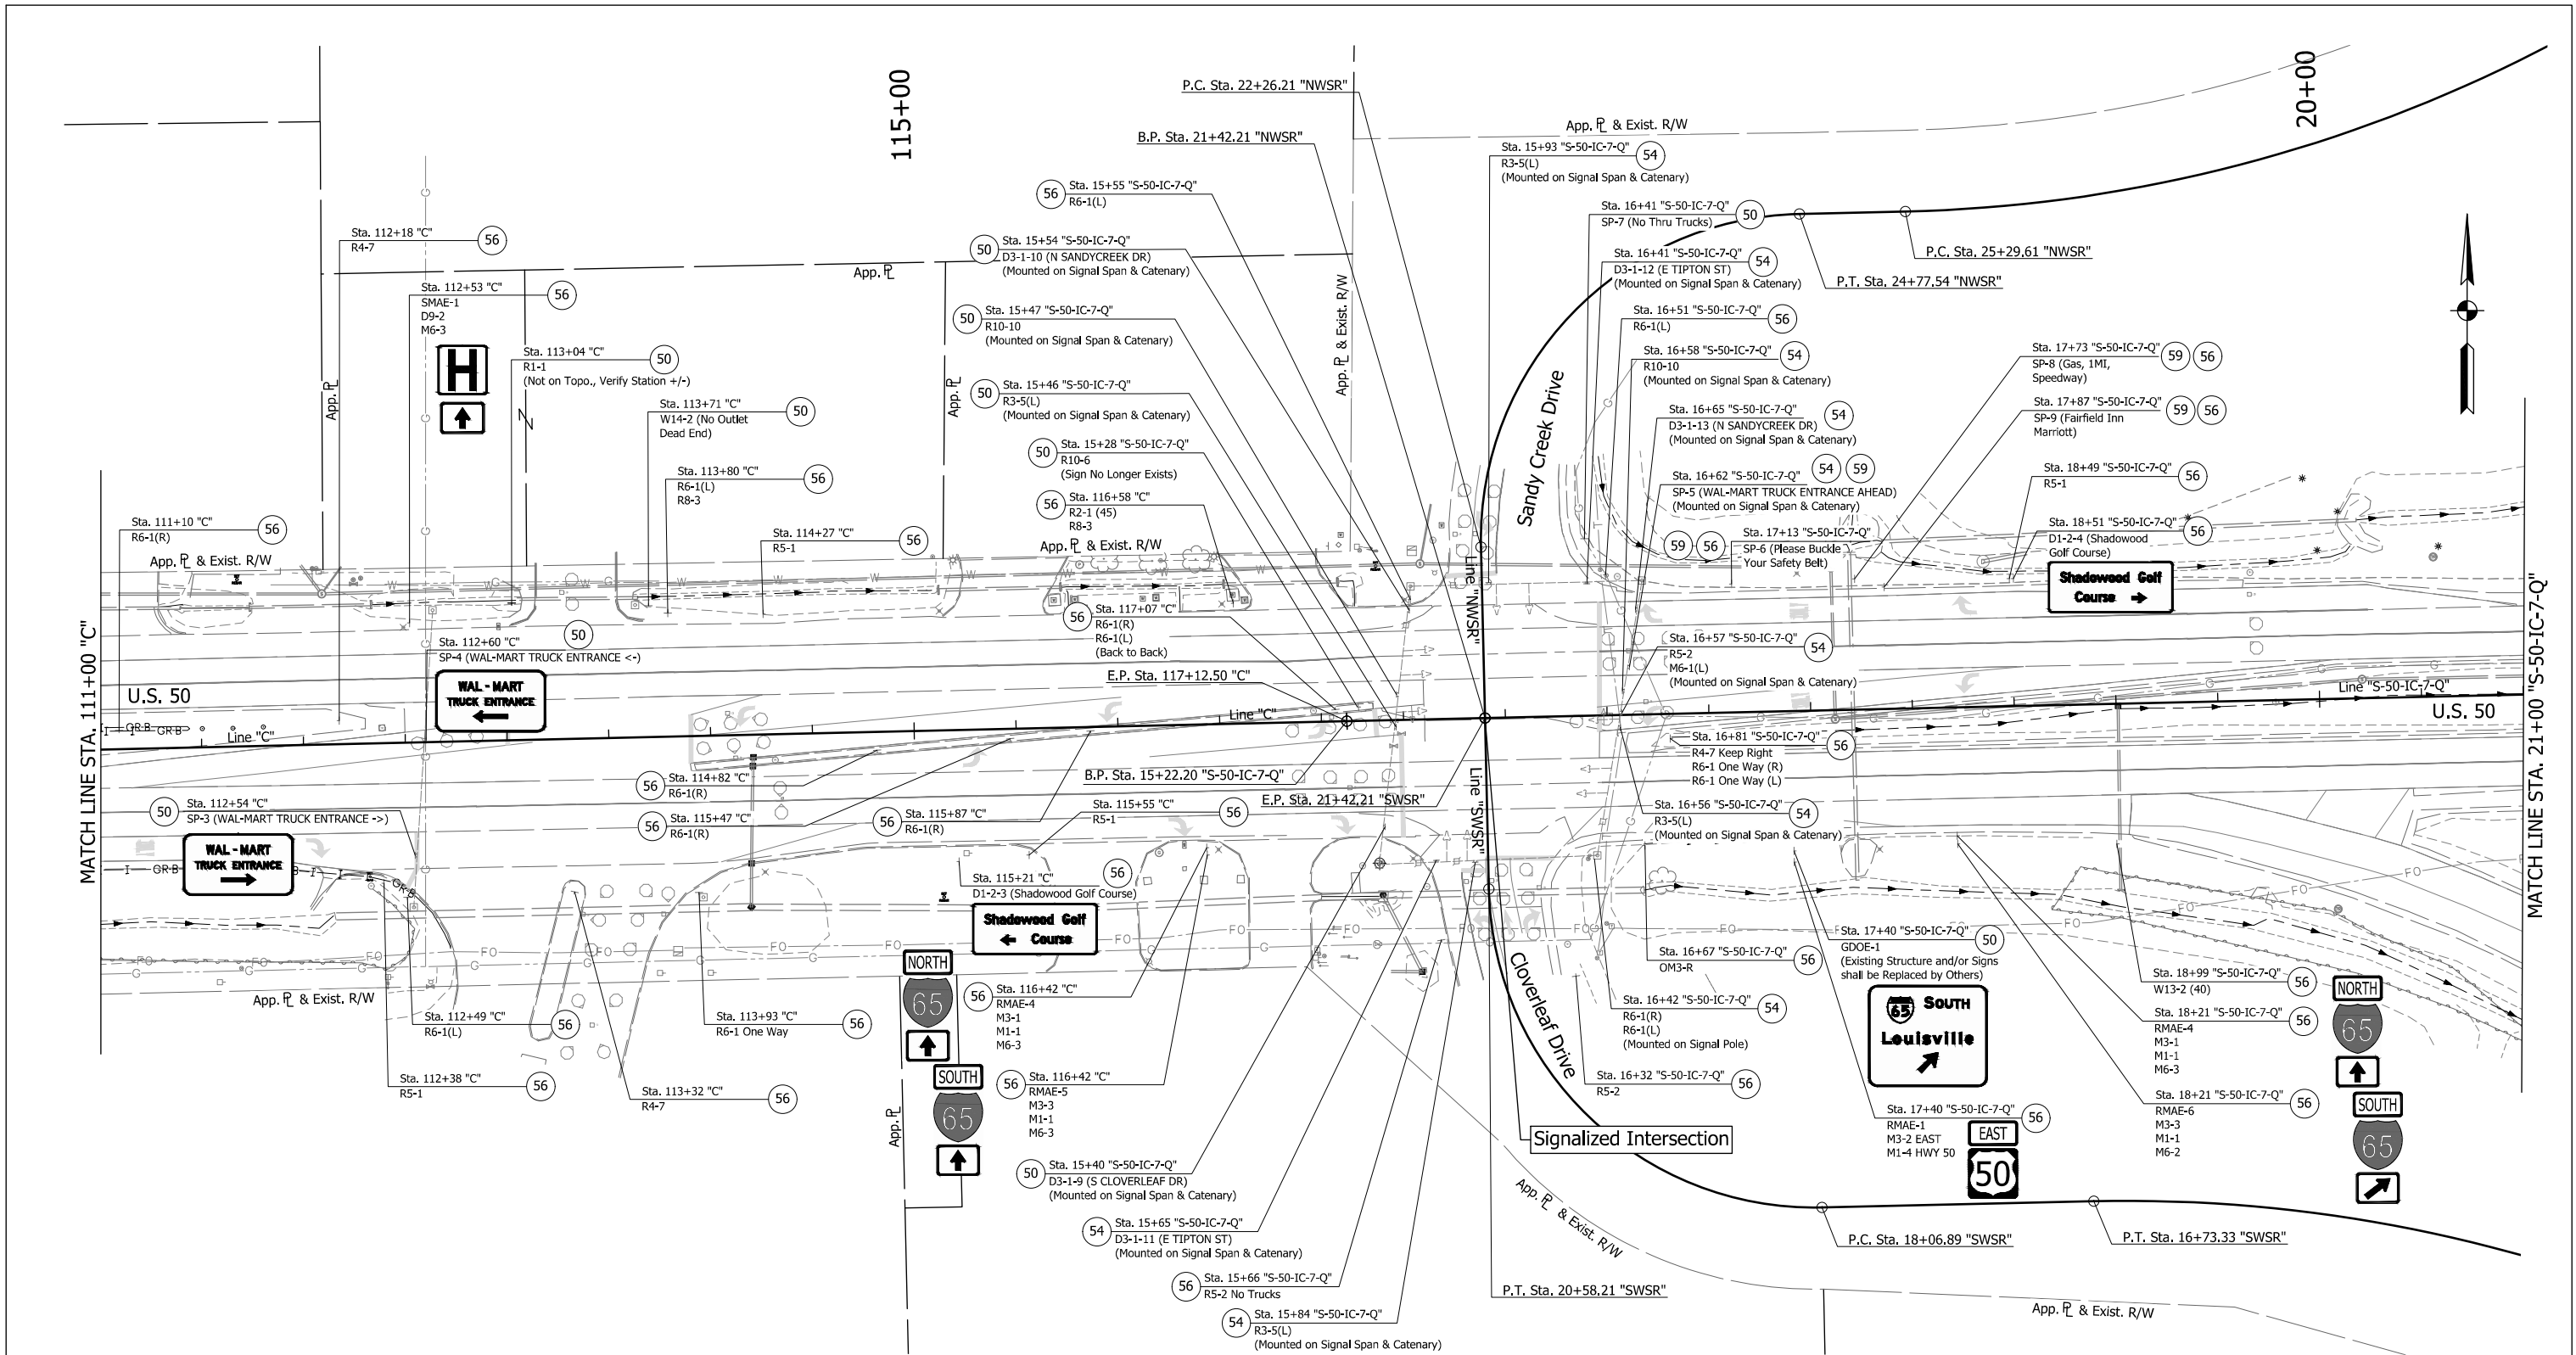 115+00
20+00
P.C. Sta. 22+26.21 "NWSR"
B.P. Sta. 21+42.21 "NWSR"
App. PL & Exist. R/W
Sta. 15+93 "S-50-IC-7-Q"
R3-5(L)
(Mounted on Signal Span & Catenary)
54
56
Sta. 15+55 "S-50-IC-7-Q"
R6-1(L)
Sta. 16+41 "S-50-IC-7-Q"
SP-7 (No Thru Trucks)
50
Sta. 112+18 "C"
R4-7
56
50
Sta. 15+54 "S-50-IC-7-Q"
D3-1-10 (N SANDYCREEK DR)
(Mounted on Signal Span & Catenary)
Sta. 16+41 "S-50-IC-7-Q"
D3-1-12 (E TIPTON ST)
(Mounted on Signal Span & Catenary)
54
P.C. Sta. 25+29.61 "NWSR"
P.T. Sta. 24+77.54 "NWSR"
App. PL
Sta. 112+53 "C"
SMAE-1
D9-2
M6-3
56
H
50
Sta. 15+47 "S-50-IC-7-Q"
R10-10
(Mounted on Signal Span & Catenary)
App. PL & Exist. R/W
Sta. 16+51 "S-50-IC-7-Q"
R6-1(L)
56
Sta. 113+04 "C"
R1-1
(Not on Topo., Verify Station +/-)
50
Sta. 16+58 "S-50-IC-7-Q"
R10-10
(Mounted on Signal Span & Catenary)
54
Sta. 17+73 "S-50-IC-7-Q"
SP-8 (Gas, 1MI,
Speedway)
59
56
App. PL
App. PL
50
Sta. 15+46 "S-50-IC-7-Q"
R3-5(L)
(Mounted on Signal Span & Catenary)
Sandy Creek Drive
Sta. 113+71 "C"
W14-2 (No Outlet
Dead End)
50
Sta. 16+65 "S-50-IC-7-Q"
D3-1-13 (N SANDYCREEK DR)
(Mounted on Signal Span & Catenary)
54
Sta. 17+87 "S-50-IC-7-Q"
SP-9 (Fairfield Inn
Marriott)
59
56
50
Sta. 15+28 "S-50-IC-7-Q"
R10-6
(Sign No Longer Exists)
Sta. 113+80 "C"
R6-1(L)
R8-3
56
Sta. 16+62 "S-50-IC-7-Q"
SP-5 (WAL-MART TRUCK ENTRANCE AHEAD)
(Mounted on Signal Span & Catenary)
54
59
Sta. 18+49 "S-50-IC-7-Q"
R5-1
56
56
Sta. 116+58 "C"
R2-1 (45)
R8-3
Sta. 111+10 "C"
R6-1(R)
56
Sta. 114+27 "C"
R5-1
56
App. PL & Exist. R/W
App. PL & Exist. R/W
59
56
Sta. 17+13 "S-50-IC-7-Q"
SP-6 (Please Buckle
Your Safety Belt)
Sta. 18+51 "S-50-IC-7-Q"
D1-2-4 (Shadowood
Golf Course)
56
Shadowood Golf
Course
Line "NWSR"
56
Sta. 117+07 "C"
R6-1(R)
R6-1(L)
(Back to Back)
Sta. 112+60 "C"
SP-4 (WAL-MART TRUCK ENTRANCE <-)
50
Sta. 16+57 "S-50-IC-7-Q"
R5-2
M6-1(L)
(Mounted on Signal Span & Catenary)
54
MATCH LINE STA. 111+00 "C"
MATCH LINE STA. 21+00 "S-50-IC-7-Q"
WAL-MART
TRUCK ENTRANCE
E.P. Sta. 117+12.50 "C"
U.S. 50
Line "C"
Line "C"
Line "S-50-IC-7-Q"
U.S. 50
Sta. 16+81 "S-50-IC-7-Q"
R4-7 Keep Right
R6-1 One Way (R)
R6-1 One Way (L)
56
56
Sta. 114+82 "C"
R6-1(R)
B.P. Sta. 15+22.20 "S-50-IC-7-Q"
E.P. Sta. 21+42.21 "SWSR"
Line "SWSR"
50
Sta. 112+54 "C"
SP-3 (WAL-MART TRUCK ENTRANCE ->)
56
Sta. 115+47 "C"
R6-1(R)
56
Sta. 115+87 "C"
R6-1(R)
Sta. 115+55 "C"
R5-1
56
Sta. 16+56 "S-50-IC-7-Q"
R3-5(L)
(Mounted on Signal Span & Catenary)
54
WAL-MART
TRUCK ENTRANCE
Sta. 115+21 "C"
D1-2-3 (Shadowood Golf Course)
56
Shadowood Golf
Course
App. PL & Exist. R/W
Sta. 112+49 "C"
R6-1(L)
56
Sta. 113+93 "C"
R6-1 One Way
56
NORTH
65
56
Sta. 116+42 "C"
RMAE-4
M3-1
M1-1
M6-3
Cloverleaf Drive
Sta. 16+67 "S-50-IC-7-Q"
OM3-R
56
Sta. 17+40 "S-50-IC-7-Q"
GDOE-1
(Existing Structure and/or Signs
shall be Replaced by Others)
50
Sta. 18+99 "S-50-IC-7-Q"
W13-2 (40)
56
NORTH
65
Sta. 16+42 "S-50-IC-7-Q"
R6-1(R)
R6-1(L)
(Mounted on Signal Pole)
54
65 SOUTH
Louisville
Sta. 18+21 "S-50-IC-7-Q"
RMAE-4
M3-1
M1-1
M6-3
56
Sta. 112+38 "C"
R5-1
56
Sta. 113+32 "C"
R4-7
56
SOUTH
65
56
Sta. 116+42 "C"
RMAE-5
M3-3
M1-1
M6-3
Sta. 16+32 "S-50-IC-7-Q"
R5-2
56
Sta. 17+40 "S-50-IC-7-Q"
RMAE-1
M3-2 EAST
M1-4 HWY 50
56
EAST
50
Sta. 18+21 "S-50-IC-7-Q"
RMAE-6
M3-3
M1-1
M6-2
56
SOUTH
65
App. PL
Signalized Intersection
50
Sta. 15+40 "S-50-IC-7-Q"
D3-1-9 (S CLOVERLEAF DR)
(Mounted on Signal Span & Catenary)
App. PL & Exist. R/W
54
Sta. 15+65 "S-50-IC-7-Q"
D3-1-11 (E TIPTON ST)
(Mounted on Signal Span & Catenary)
P.C. Sta. 18+06.89 "SWSR"
P.T. Sta. 16+73.33 "SWSR"
56
Sta. 15+66 "S-50-IC-7-Q"
R5-2 No Trucks
P.T. Sta. 20+58.21 "SWSR"
54
Sta. 15+84 "S-50-IC-7-Q"
R3-5(L)
(Mounted on Signal Span & Catenary)
App. PL & Exist. R/W